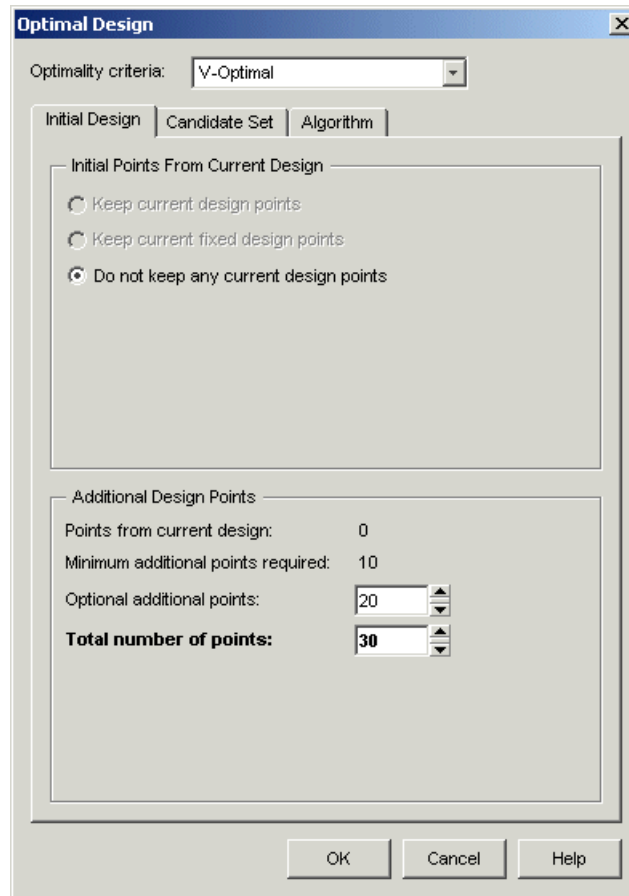 Optimal Design
Optimality criteria: V-Optimal
Initial Design Candidate Set Algorithm
Initial Points From Current Design
Keep current design points
Keep current fixed design points
Do not keep any current design points
Additional Design Points
Points from current design: 0
Minimum additional points required: 10
Optional additional points: 20
Total number of points: 30
OK Cancel Help